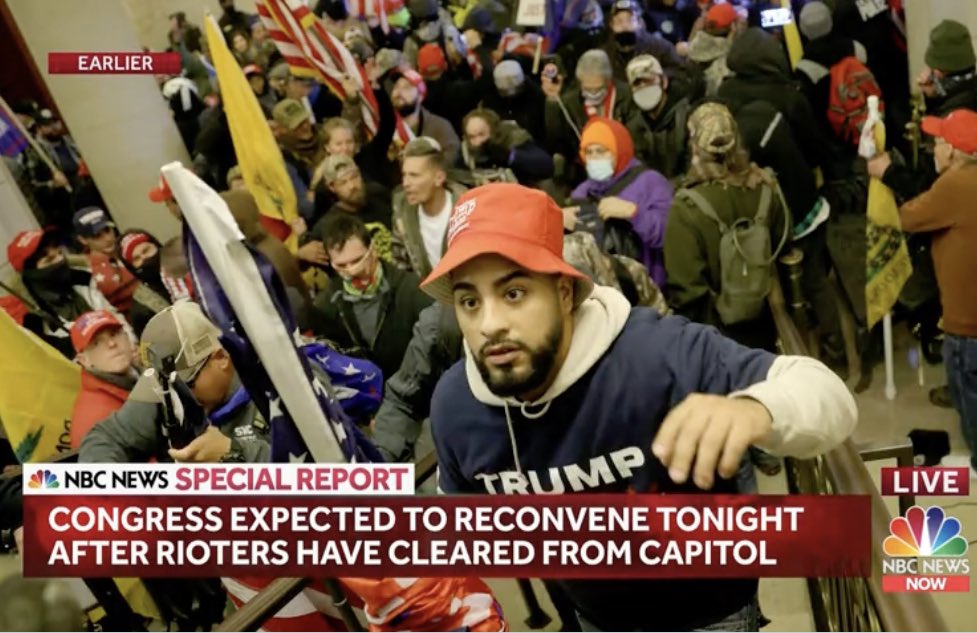 EARLIER
TRUMP
NBC NEWS SPECIAL REPORT
CONGRESS EXPECTED TO RECONVENE TONIGHT
AFTER RIOTERS HAVE CLEARED FROM CAPITOL
LIVE
NBC NEWS
NOW